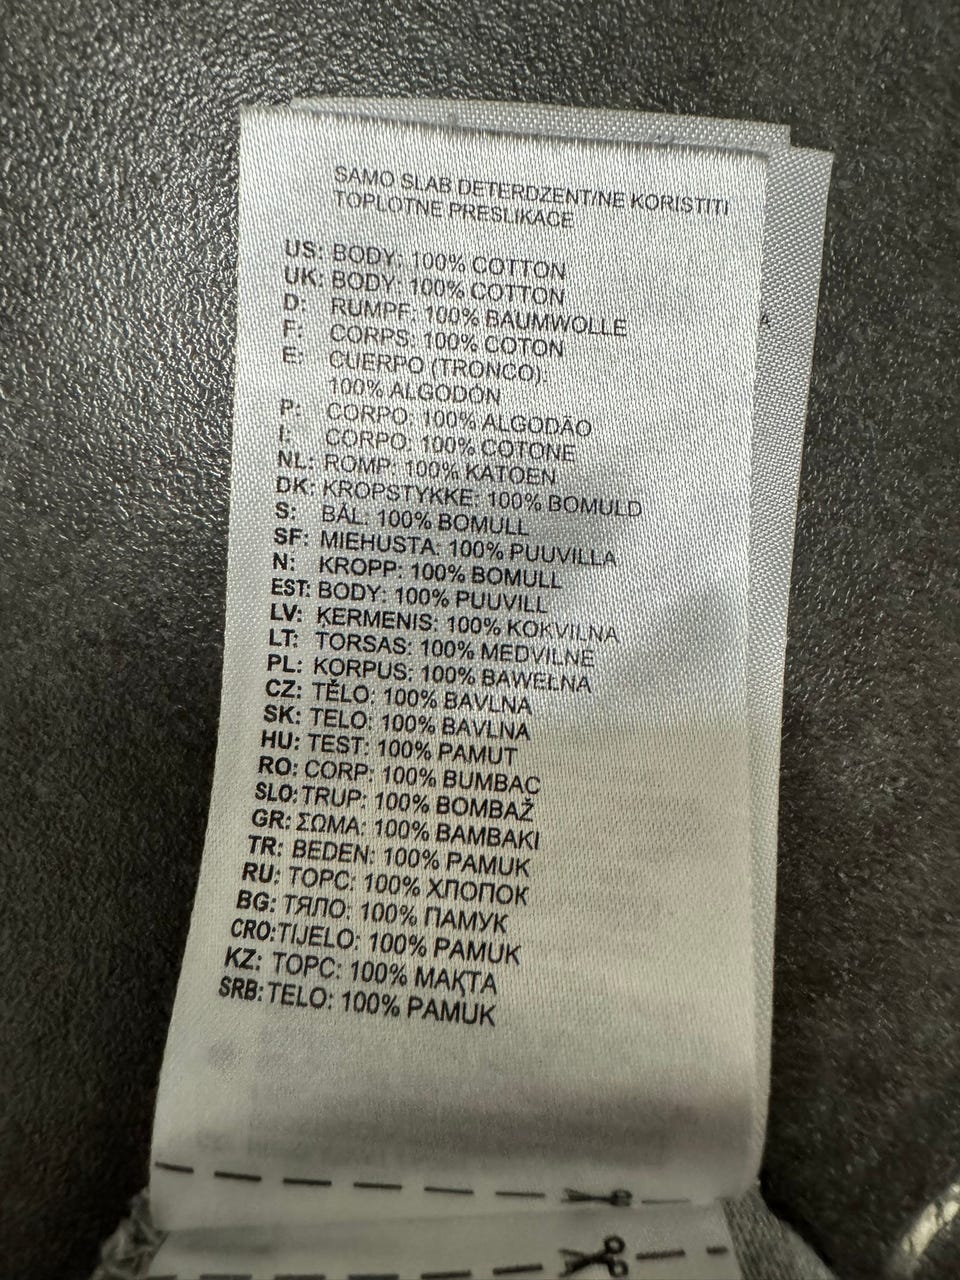 SAMO SLAB DETERDZENT/NE KORISTITI
TOPLOTNE PRESLIKACE
US: BODY: 100% COTTON
UK: BODY: 100% COTTON
D: RUMPF: 100% BAUMWOLLE
F: CORPS: 100% COTON
E: CUERPO (TRONCO):
100% ALGODÓN
P: CORPO: 100% ALGODÃO
I: CORPO: 100% COTONE
NL: ROMP: 100% KATOEN
DK: KROPSTYKKE: 100% BOMULD
S: BÅL: 100% BOMULL
SF: MIEHUSTA: 100% PUUVILLA
N: KROPP: 100% BOMULL
EST: BODY: 100% PUUVILL
LV: ĶERMENIS: 100% KOKVILNA
LT: TORSAS: 100% MEDVILNĖ
PL: KORPUS: 100% BAWEŁNA
CZ: TĚLO: 100% BAVLNA
SK: TELO: 100% BAVLNA
HU: TEST: 100% PAMUT
RO: CORP: 100% BUMBAC
SLO: TRUP: 100% BOMBAŽ
GR: ΣΩΜΑ: 100% ΒΑΜΒΑΚΙ
TR: BEDEN: 100% PAMUK
RU: ТОРС: 100% ХЛОПОК
BG: ТЯЛО: 100% ПАМУК
CRO: TIJELO: 100% PAMUK
KZ: ТОРС: 100% МАҚТА
SRB: TELO: 100% PAMUK